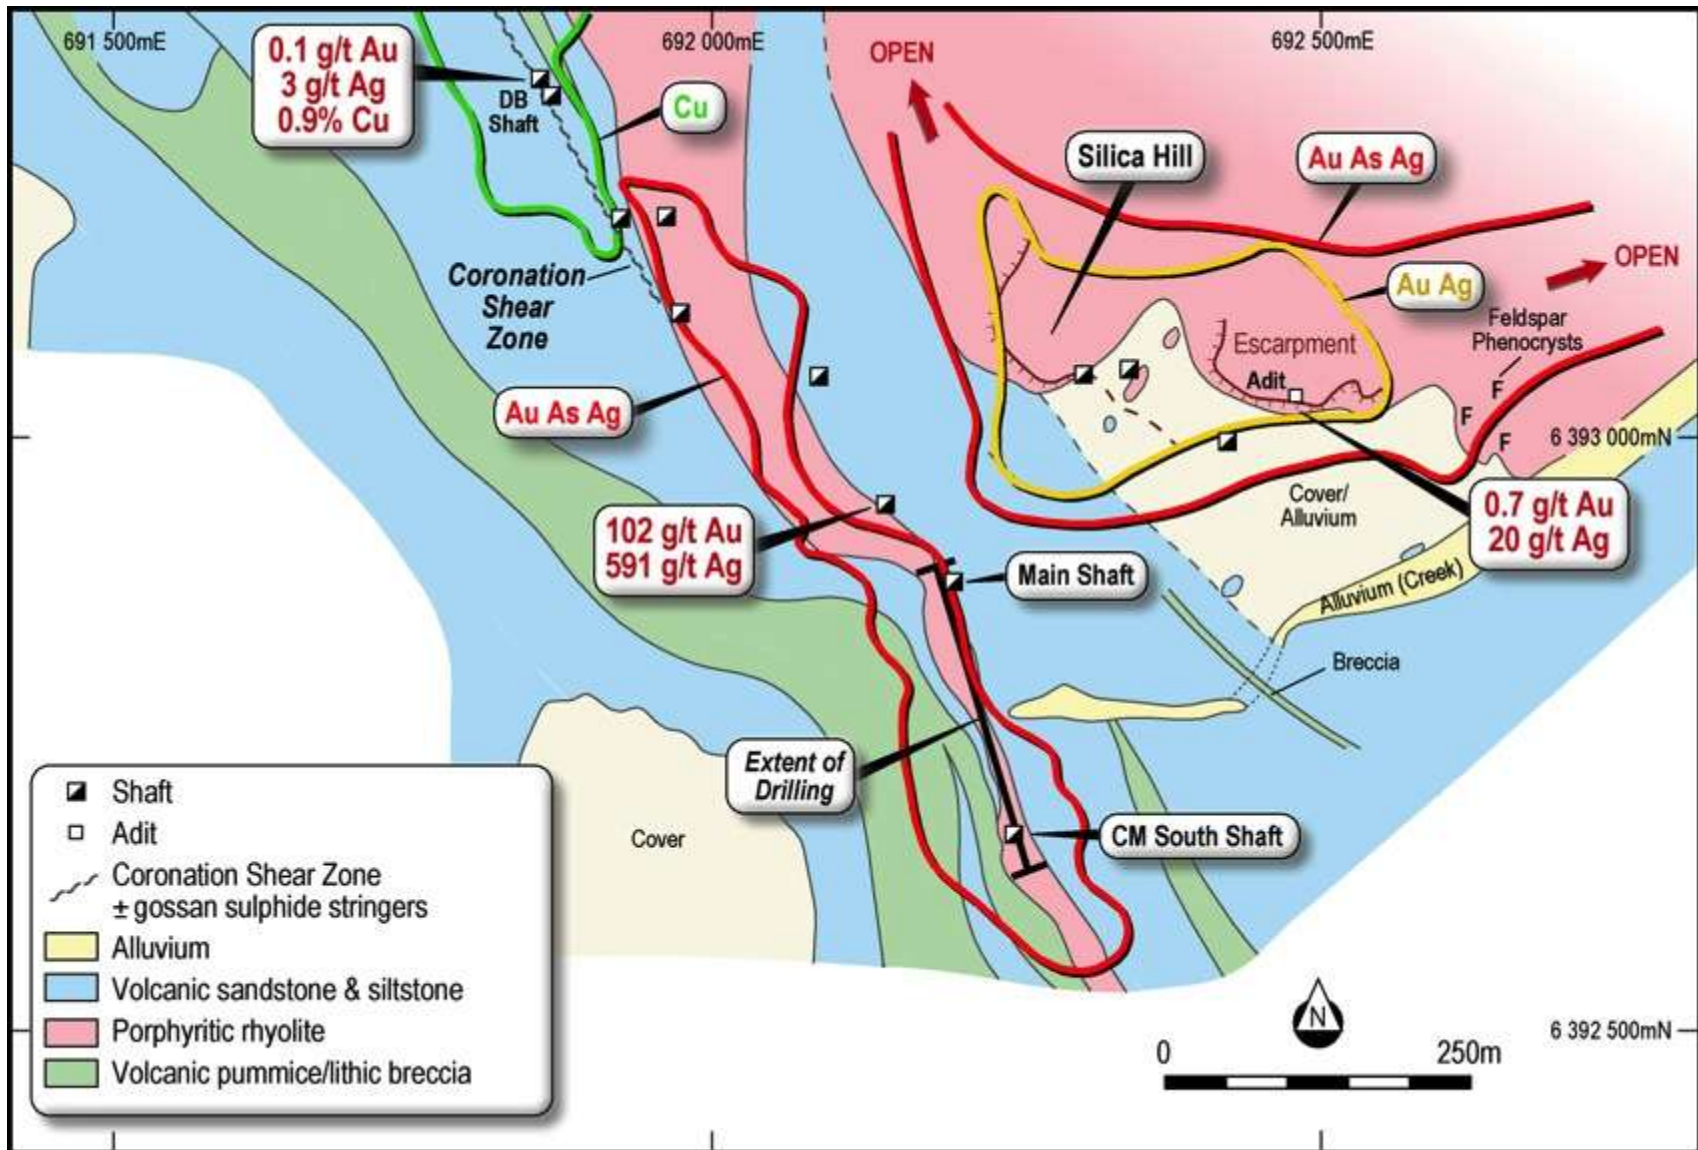 691 500mE
692 000mE
692 500mE
0.1 g/t Au
3 g/t Ag
0.9% Cu
DB
Shaft
Cu
OPEN
Silica Hill
Au As Ag
OPEN
Au Ag
Coronation
Shear
Zone
Feldspar
Phenocrysts
Escarpment
Adit
F
F
F
Au As Ag
6 393 000mN
Cover/
Alluvium
0.7 g/t Au
20 g/t Ag
102 g/t Au
591 g/t Ag
Main Shaft
Alluvium (Creek)
Breccia
Extent of
Drilling
CM South Shaft
Cover
Shaft
Adit
Coronation Shear Zone
± gossan sulphide stringers
Alluvium
Volcanic sandstone & siltstone
Porphyritic rhyolite
Volcanic pummice/lithic breccia
N
6 392 500mN
0
250m